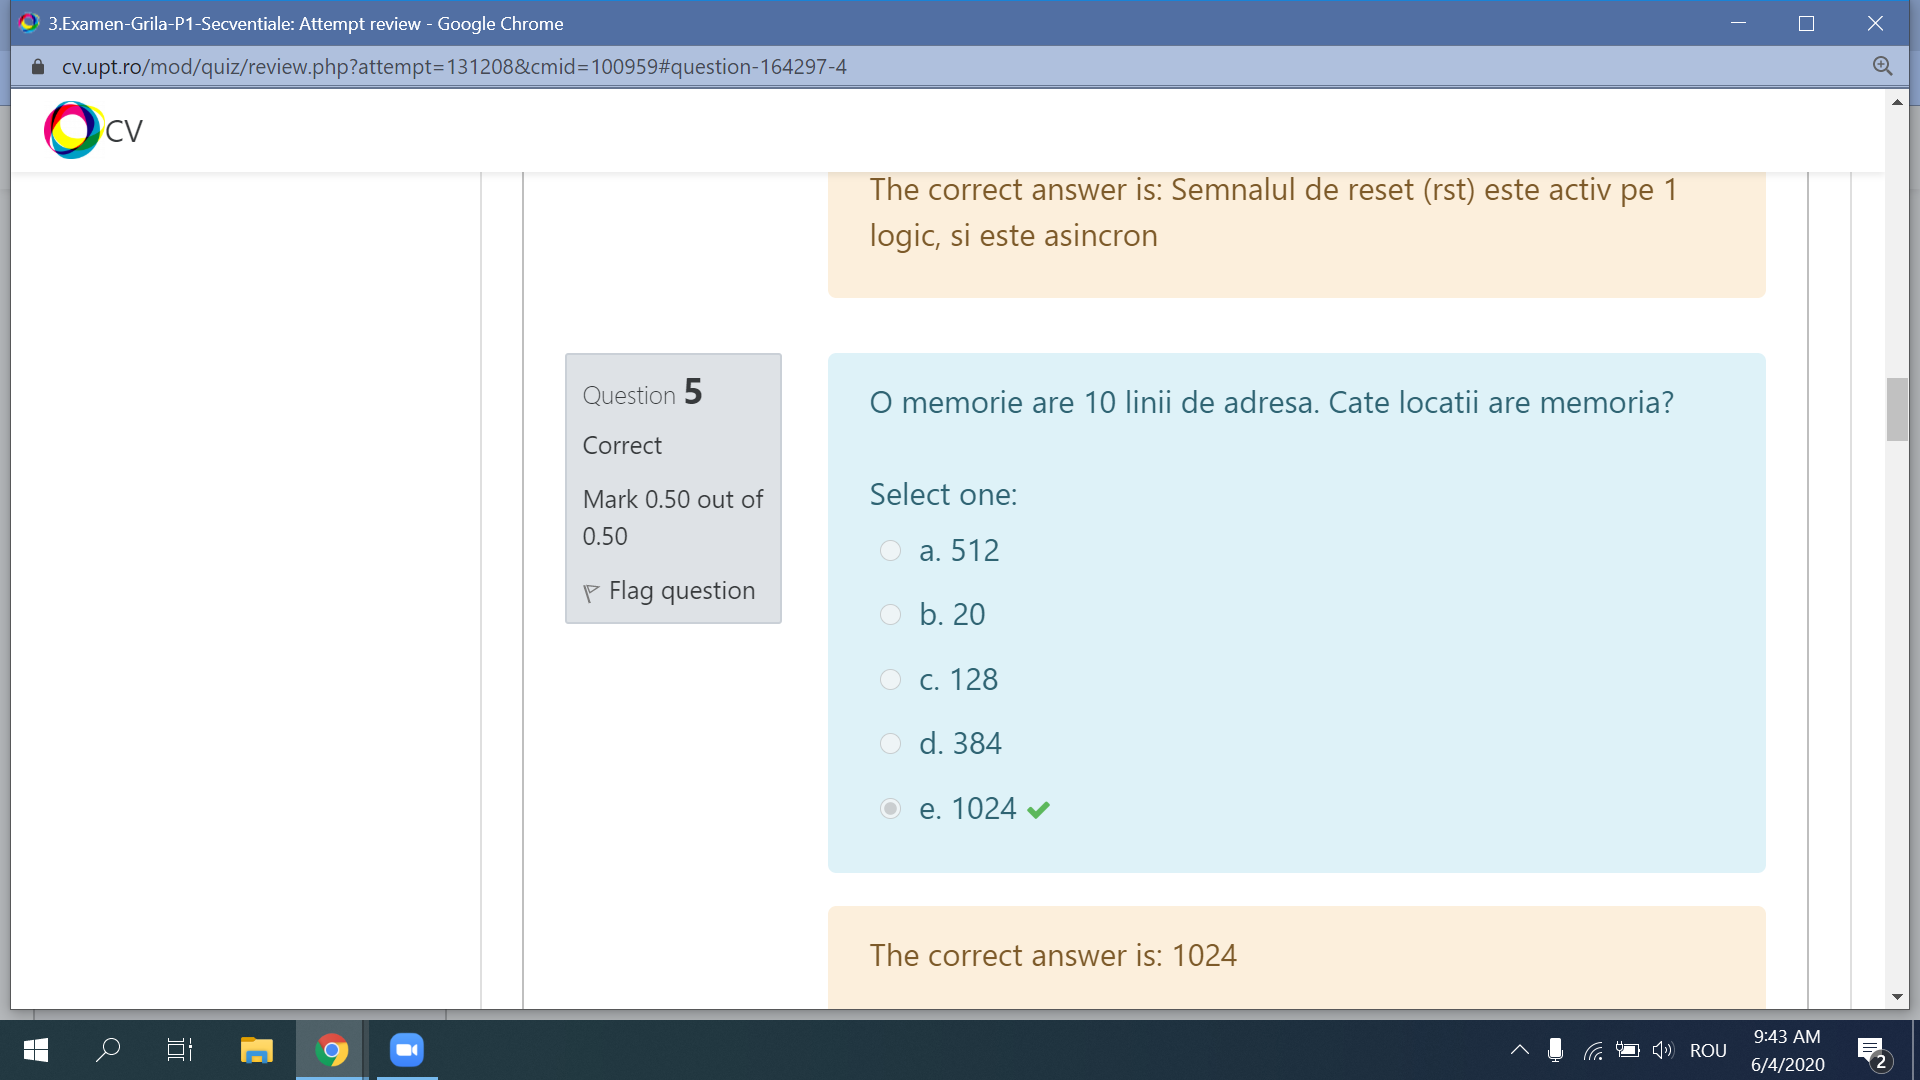 3.Examen-Grila-P1-Secventiale: Attempt review - Google Chrome
cv.upt.ro/mod/quiz/review.php?attempt=131208&cmid=100959#question-164297-4
CV
The correct answer is: Semnalul de reset (rst) este activ pe 1
logic, si este asincron
Question 5
Correct
Mark 0.50 out of
0.50
Flag question
O memorie are 10 linii de adresa. Cate locatii are memoria?
Select one:
a. 512
b. 20
c. 128
d. 384
e. 1024
The correct answer is: 1024
ROU
9:43 AM
6/4/2020
2